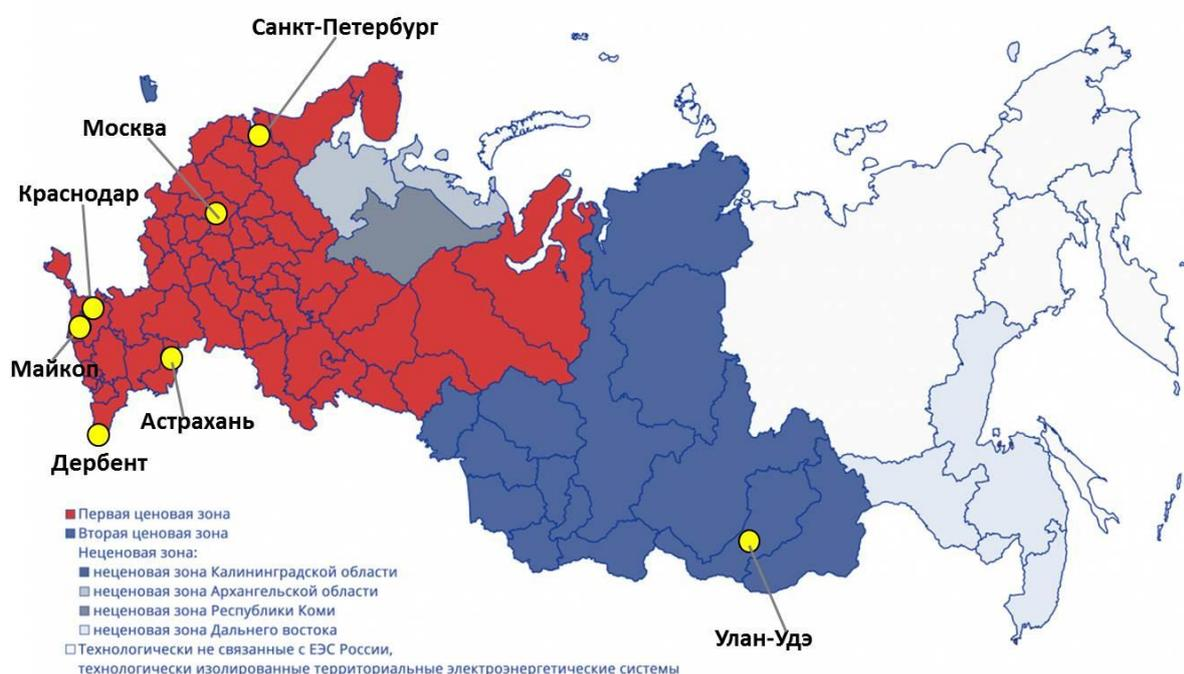 Санкт-Петербург
Москва
Краснодар
Майкоп
Астрахань
Дербент
Улан-Удэ
Первая ценовая зона
Вторая ценовая зона
Неценовая зона:
неценовая зона Калининградской области
неценовая зона Архангельской области
неценовая зона Республики Коми
неценовая зона Дальнего востока
Технологически не связанные с ЕЭС России,
технологически изолированные территориальные электроэнергетические системы